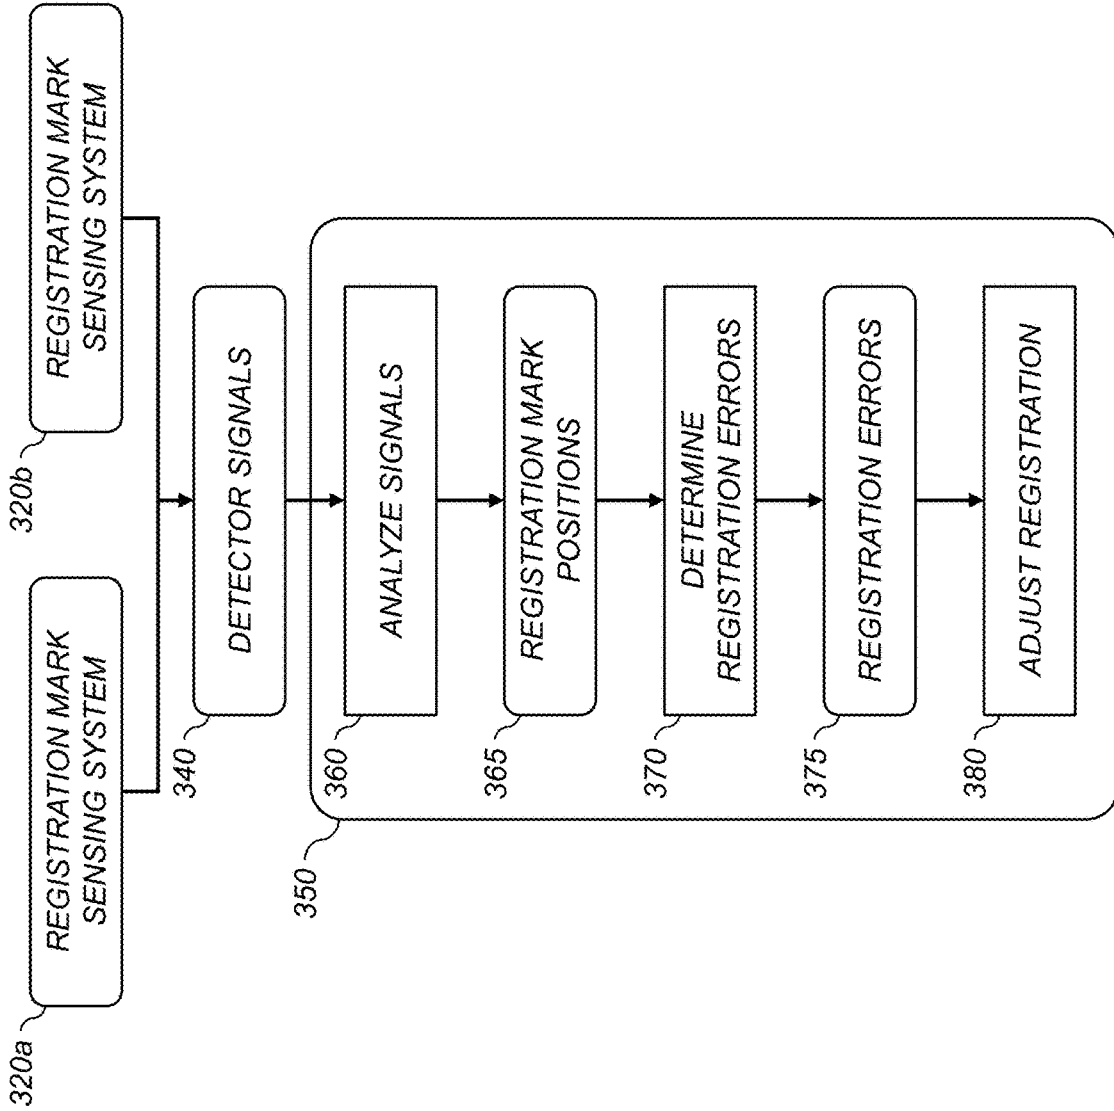 320a
REGISTRATION MARK
SENSING SYSTEM
320b
REGISTRATION MARK
SENSING SYSTEM
340
DETECTOR SIGNALS
350
360
ANALYZE SIGNALS
365
REGISTRATION MARK
POSITIONS
370
DETERMINE
REGISTRATION ERRORS
375
REGISTRATION ERRORS
380
ADJUST REGISTRATION